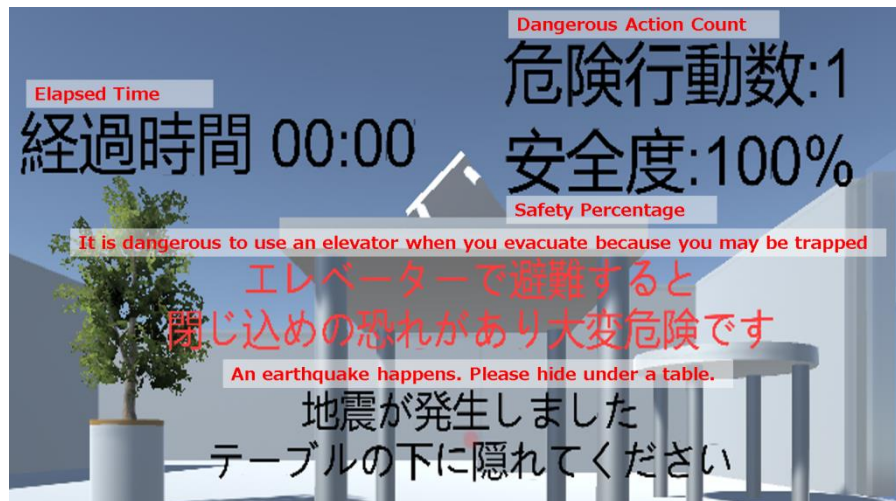 Dangerous Action Count
危険行動数:1
Elapsed Time
経過時間 00:00
安全度:100%
Safety Percentage
It is dangerous to use an elevator when you evacuate because you may be trapped
エレベーターで避難すると
閉じ込めの恐れがあり大変危険です
An earthquake happens. Please hide under a table.
地震が発生しました
テーブルの下に隠れてください